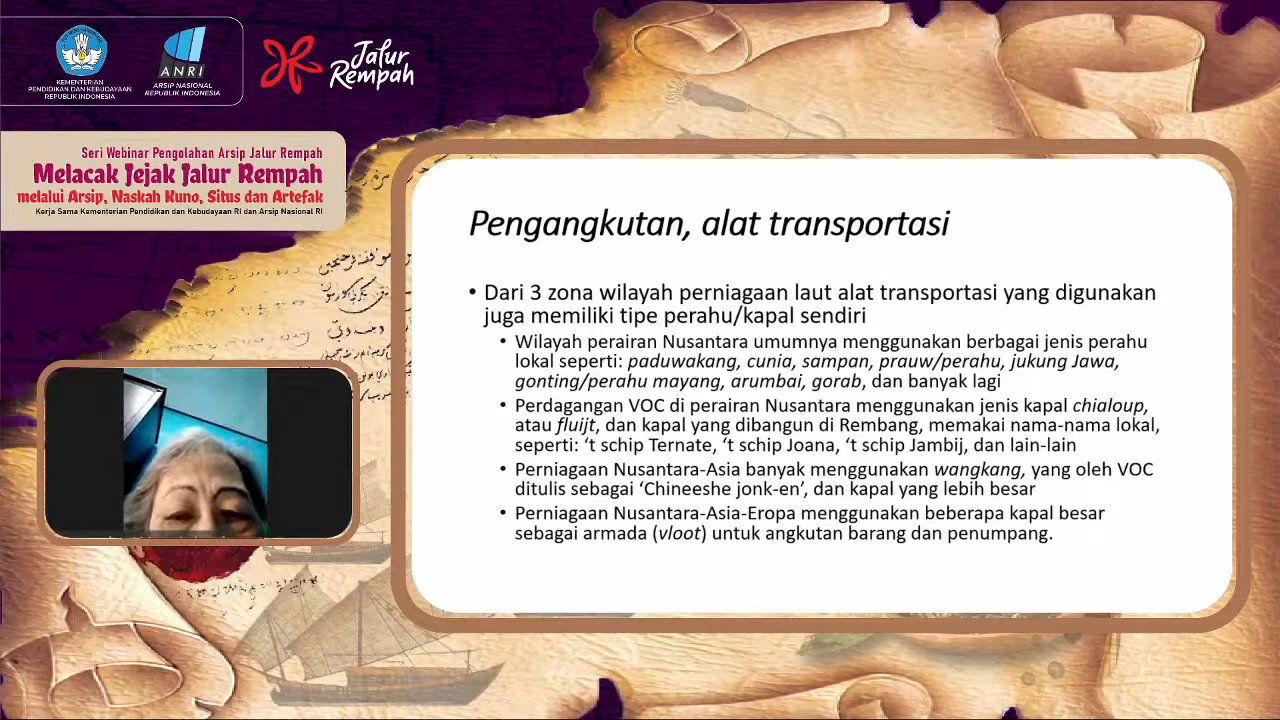 KEMENTERIAN
PENDIDIKAN DAN KEBUDAYAAN
REPUBLIK INDONESIA
ANRI
ARSIP NASIONAL
REPUBLIK INDONESIA
Jalur
Rempah
Seri Webinar Pengolahan Arsip Jalur Rempah
Melacak Jejak Jalur Rempah
melalui Arsip, Naskah Kuno, Situs dan Artefak
Kerja Sama Kementerian Pendidikan dan Kebudayaan RI dan Arsip Nasional RI
Pengangkutan, alat transportasi
• Dari 3 zona wilayah perniagaan laut alat transportasi yang digunakan
juga memiliki tipe perahu/kapal sendiri
• Wilayah perairan Nusantara umumnya menggunakan berbagai jenis perahu
lokal seperti: paduwakang, cunia, sampan, prauw/perahu, jukung Jawa,
gonting/perahu mayang, arumbai, gorab, dan banyak lagi
• Perdagangan VOC di perairan Nusantara menggunakan jenis kapal chialoup,
atau fluijt, dan kapal yang dibangun di Rembang, memakai nama-nama lokal,
seperti: ‘t schip Ternate, ‘t schip Joana, ‘t schip Jambij, dan lain-lain
• Perniagaan Nusantara-Asia banyak menggunakan wangkang, yang oleh VOC
ditulis sebagai ‘Chineeshe jonk-en’, dan kapal yang lebih besar
• Perniagaan Nusantara-Asia-Eropa menggunakan beberapa kapal besar
sebagai armada (vloot) untuk angkutan barang dan penumpang.